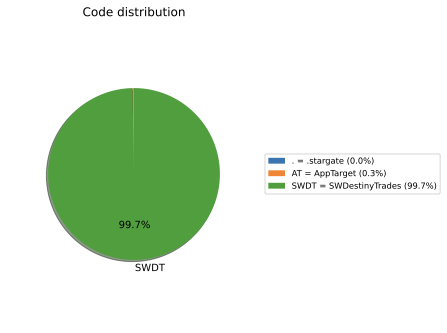 Code distribution
. = .stargate (0.0%)
AT = AppTarget (0.3%)
SWDT = SWDestinyTrades (99.7%)
99.7%
SWDT